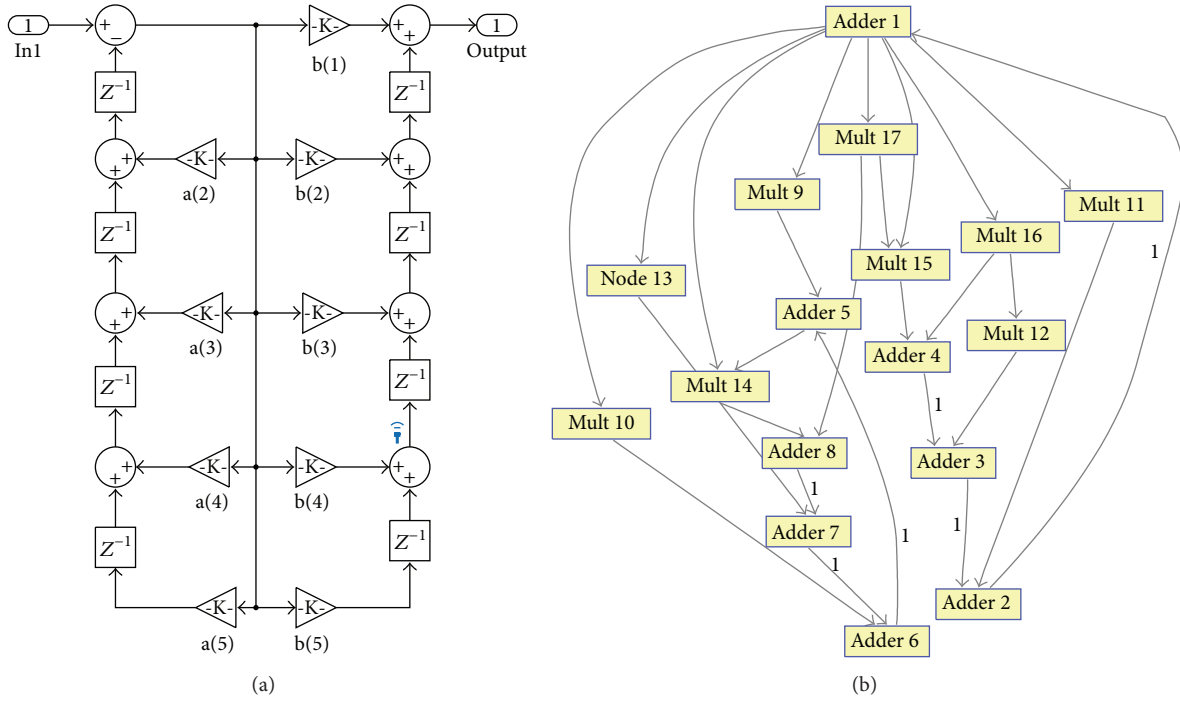 1
In1
+
−
-K-
b(1)
+
+
1
Output
Z−1
Z−1
+
+
-K-
a(2)
-K-
b(2)
+
+
Z−1
Z−1
+
+
-K-
a(3)
-K-
b(3)
+
+
Z−1
Z−1
+
+
-K-
a(4)
-K-
b(4)
+
+
Z−1
Z−1
-K-
a(5)
-K-
b(5)
(a)
Adder 1
Mult 17
Mult 9
Mult 11
Mult 16
Mult 15
1
Node 13
Adder 5
Mult 12
Adder 4
Mult 14
1
Mult 10
Adder 8
Adder 3
1
Adder 7
1
1
1
Adder 2
Adder 6
(b)